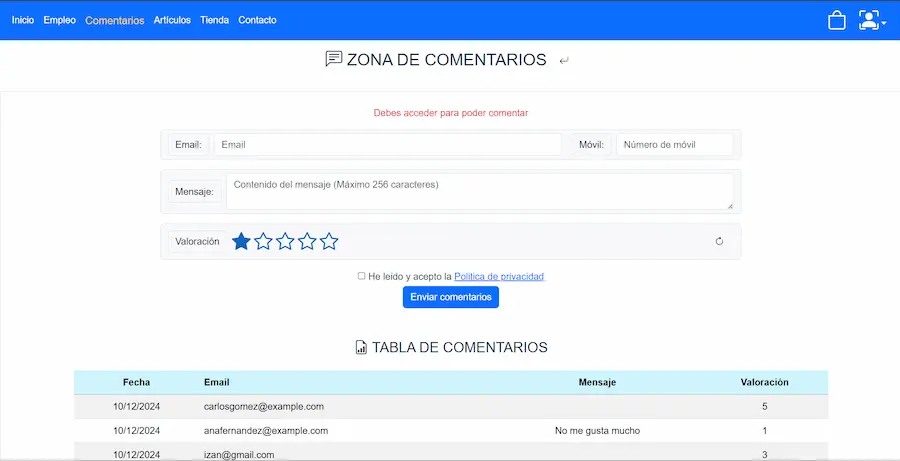 Inicio Empleo Comentarios Artículos Tienda Contacto
ZONA DE COMENTARIOS
Debes acceder para poder comentar
Email: Email Móvil: Número de móvil
Mensaje: Contenido del mensaje (Máximo 256 caracteres)
Valoración
He leído y acepto la Política de privacidad
Enviar comentarios
TABLA DE COMENTARIOS
Fecha Email Mensaje Valoración
10/12/2024 carlosgomez@example.com 5
10/12/2024 anafernandez@example.com No me gusta mucho 1
10/12/2024 izan@gmail.com 3